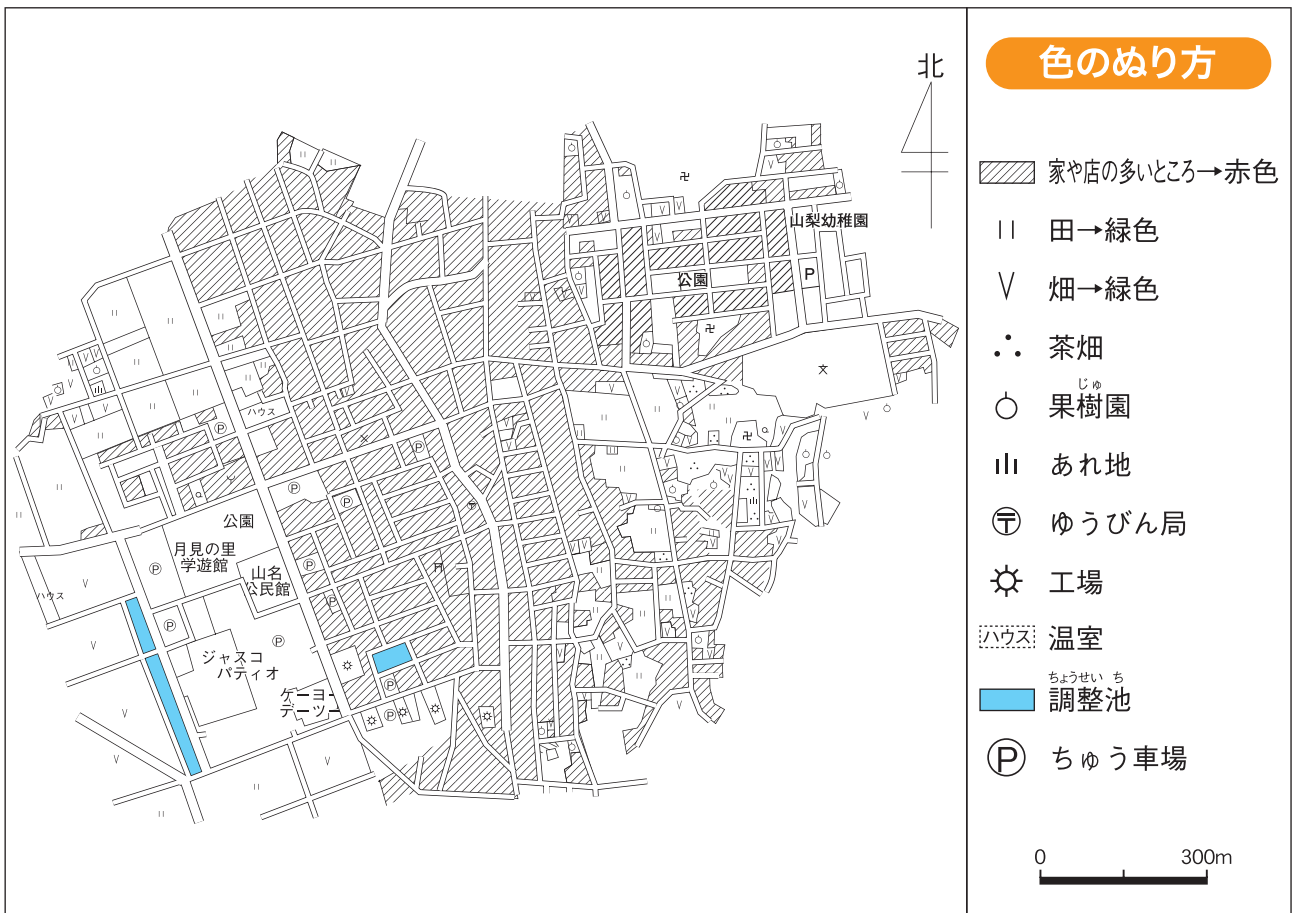 北
山梨幼稚園
公園
P
文
ハウス
公園
月見の里
学遊館
山名
公民館
ハウス
ジャスコ
パティオ
ケーヨー
デーツー
色のぬり方
家や店の多いところ→赤色
田→緑色
畑→緑色
茶畑
じゅ
果樹園
あれ地
ゆうびん局
工場
ハウス 温室
ちょうせい ち
調整池
P ちゅう車場
0 300m